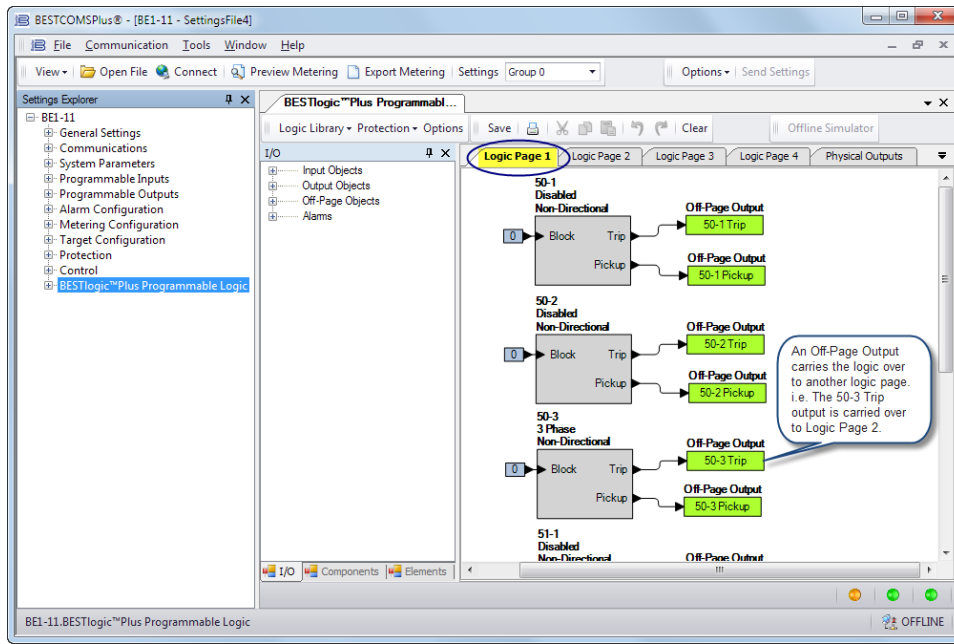 BESTCOMSPlus® - [BE1-11 - SettingsFile4]
File Communication Tools Window Help
View Open File Connect Preview Metering Export Metering Settings Group 0 Options Send Settings
Settings Explorer
BE1-11
General Settings
Communications
System Parameters
Programmable Inputs
Programmable Outputs
Alarm Configuration
Metering Configuration
Target Configuration
Protection
Control
BESTlogic™Plus Programmable Logic
BESTlogic™Plus Programmabl...
Logic Library Protection Options Save Clear Offline Simulator
I/O
Input Objects
Output Objects
Off-Page Objects
Alarms
I/O Components Elements
Logic Page 1 Logic Page 2 Logic Page 3 Logic Page 4 Physical Outputs
50-1
Disabled
Non-Directional
0 Block Trip
Pickup
Off-Page Output
50-1 Trip
Off-Page Output
50-1 Pickup
50-2
Disabled
Non-Directional
0 Block Trip
Pickup
Off-Page Output
50-2 Trip
Off-Page Output
50-2 Pickup
50-3
3 Phase
Non-Directional
0 Block Trip
Pickup
Off-Page Output
50-3 Trip
Off-Page Output
50-3 Pickup
An Off-Page Output
carries the logic over
to another logic page.
i.e. The 50-3 Trip
output is carried over
to Logic Page 2.
51-1
Disabled
Non-Directional
Off-Page Output
BE1-11.BESTlogic™Plus Programmable Logic
OFFLINE